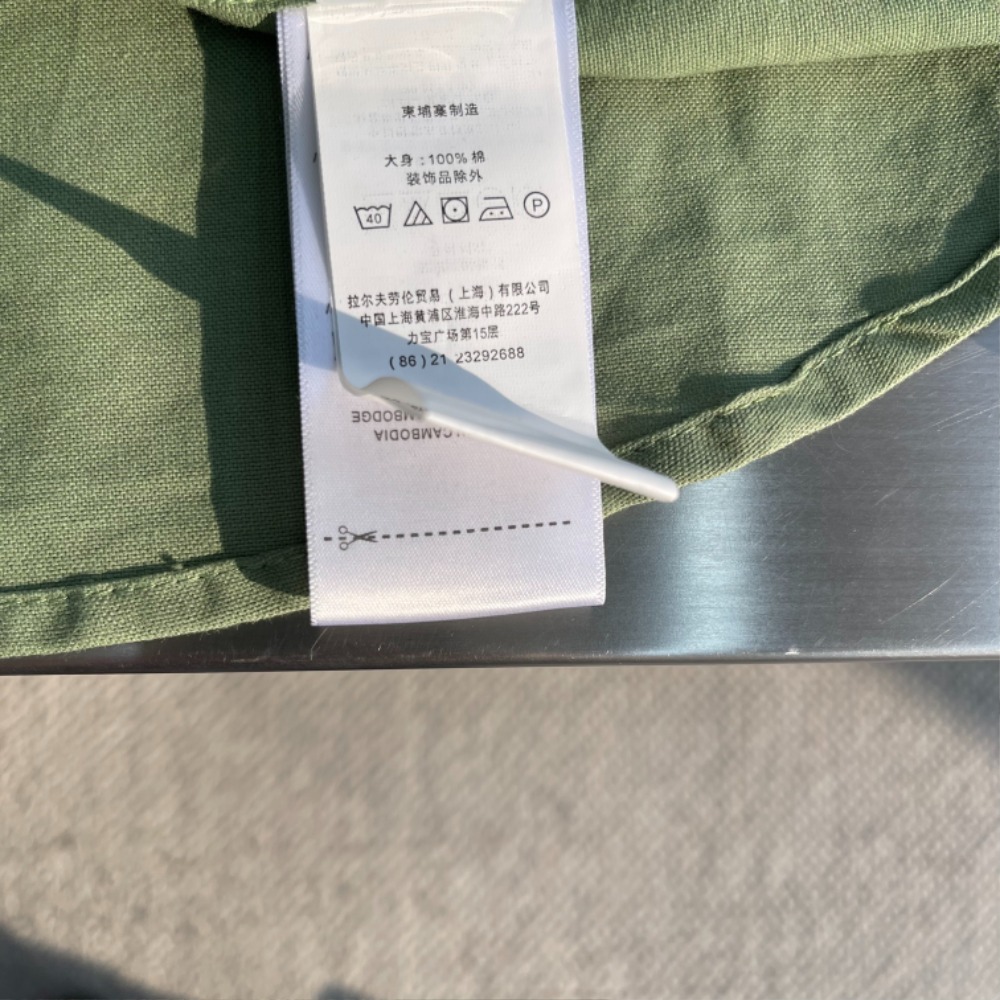 柬埔寨制造
大身 : 100% 棉
装饰品除外
40
P
拉尔夫劳伦贸易 ( 上海 ) 有限公司
中国上海黄浦区淮海中路222号
力宝广场第15层
( 86 ) 21 23292688
CAMBODGE
CAMBODIA